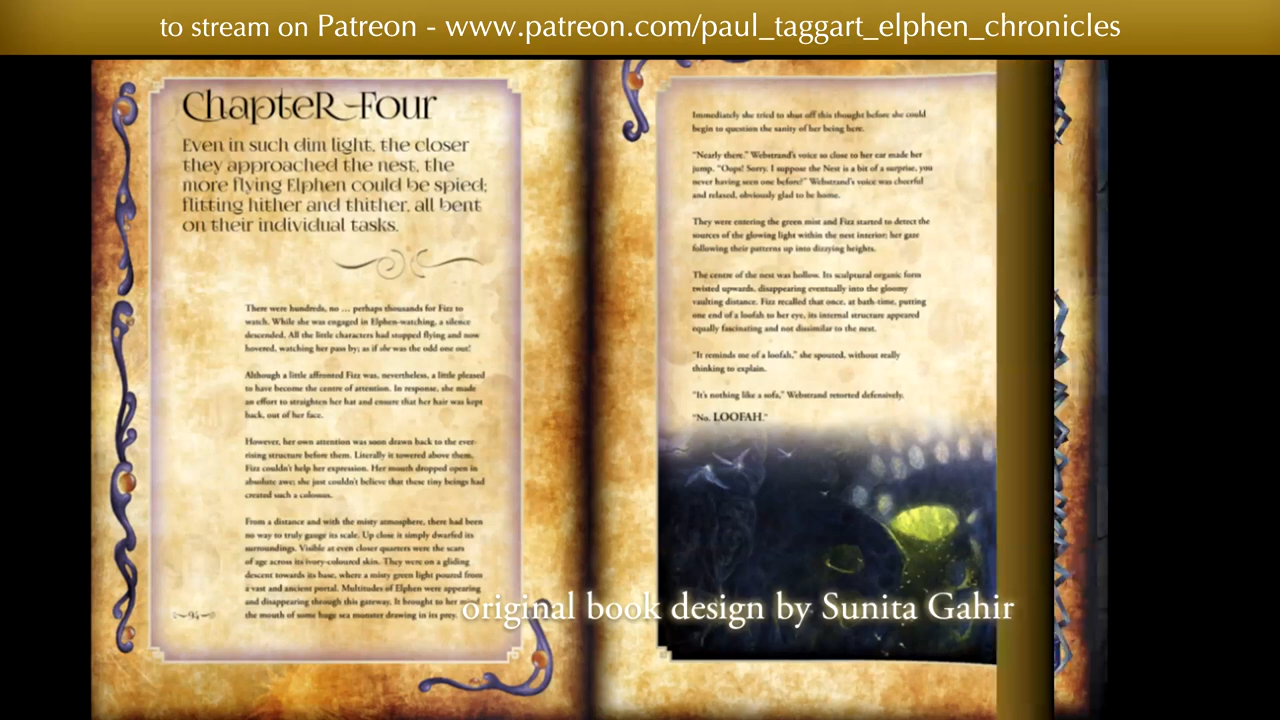 to stream on Patreon - www.patreon.com/paul_taggart_elphen_chronicles
Chapter Four
Even in such dim light, the closer
they approached the nest, the
more flying Elphen could be spied;
flitting hither and thither, all bent
on their individual tasks.
There were hundreds, no ... perhaps thousands for Fizz to
watch. While she was engaged in Elphen-watching, a silence
descended. All the little characters had stopped flying and now
hovered, watching her pass by; as if she was the odd one out!
Although a little affronted Fizz was, nevertheless, a little pleased
to have become the centre of attention. In response, she made
an effort to straighten her hat and ensure that her hair was kept
back, out of her face.
However, her own attention was soon drawn back to the ever-
rising structure before them. Literally it towered above them,
Fizz couldn't help her expression. Her mouth dropped open in
absolute awe; she just couldn't believe that these tiny beings had
created such a colossus.
From a distance and with the misty atmosphere, there had been
no way to truly gauge its scale. Up close it simply dwarfed its
surroundings. Visible at even closer quarters were the scars
of age across its ivory-coloured skin. They were on a gliding
descent towards its base, where a misty green light poured from
a vast and ancient portal. Multitudes of Elphen were appearing
and disappearing through this gateway. It brought to her mind
the mouth of some huge sea monster drawing in its prey.
Immediately she tried to shut off this thought before she could
begin to question the sanity of her being here.
"Nearly there." Webstrand's voice so close to her ear made her
jump. "Oops! Sorry. I suppose the Nest is a bit of a surprise, you
never having seen one before!" Webstrand's voice was cheerful
and relaxed, obviously glad to be home.
They were entering the green mist and Fizz started to detect the
sources of the glowing light within the nest interior; her gaze
following their patterns up into dizzying heights.
The centre of the nest was hollow. Its sculptural organic form
twisted upwards, disappearing eventually into the gloomy
vaulting distance. Fizz recalled that once, at bath-time, putting
one end of a loofah to her eye, its internal structure appeared
equally fascinating and not dissimilar to the nest.
"It reminds me of a loofah," she spouted, without really
thinking to explain.
"It's nothing like a sofa," Webstrand retorted defensively.
"No. LOOFAH."
original book design by Sunita Gahir